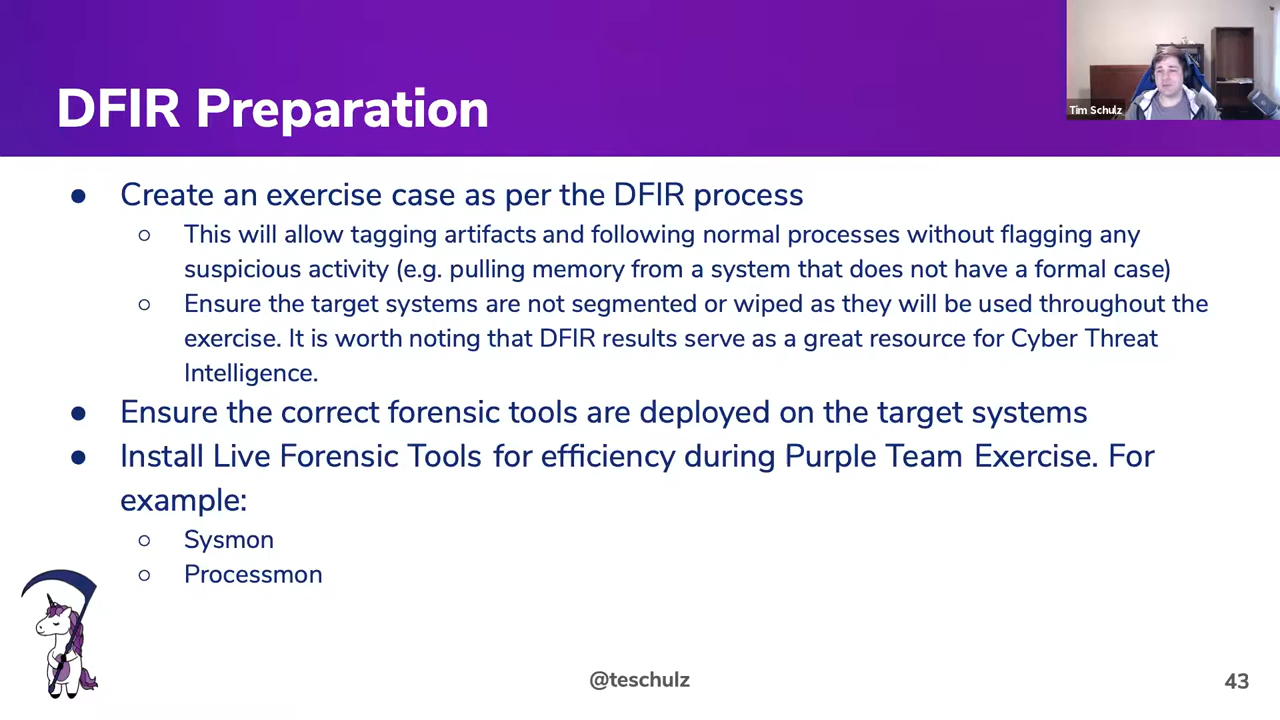 DFIR Preparation
Tim Schulz
● Create an exercise case as per the DFIR process
○ This will allow tagging artifacts and following normal processes without flagging any
suspicious activity (e.g. pulling memory from a system that does not have a formal case)
○ Ensure the target systems are not segmented or wiped as they will be used throughout the
exercise. It is worth noting that DFIR results serve as a great resource for Cyber Threat
Intelligence.
● Ensure the correct forensic tools are deployed on the target systems
● Install Live Forensic Tools for efficiency during Purple Team Exercise. For
example:
○ Sysmon
○ Processmon
@teschulz
43